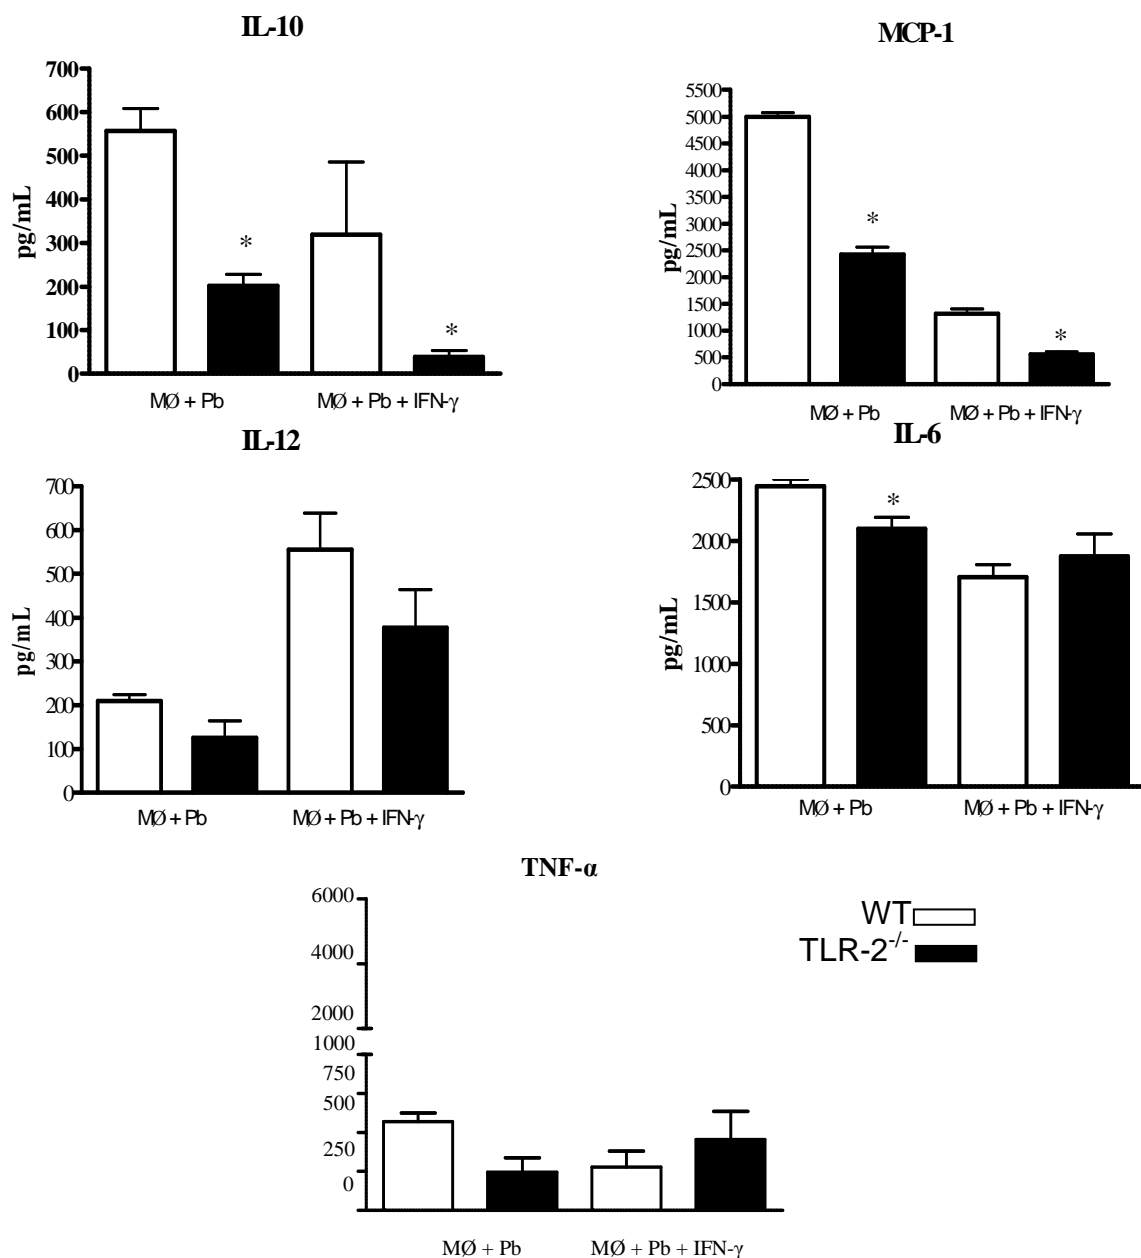 IL-10
700
600
500
400
300
200
100
0
pg/mL
*
*
MØ + Pb
MØ + Pb + IFN-γ
MCP-1
5500
5000
4500
4000
3500
3000
2500
2000
1500
1000
500
0
pg/mL
*
*
MØ + Pb
MØ + Pb + IFN-γ
IL-12
700
600
500
400
300
200
100
0
pg/mL
MØ + Pb
MØ + Pb + IFN-γ
IL-6
2500
2000
1500
1000
500
0
pg/mL
*
MØ + Pb
MØ + Pb + IFN-γ
TNF-α
6000
4000
2000
1000
750
500
250
0
MØ + Pb
MØ + Pb + IFN-γ
WT
TLR-2-/-